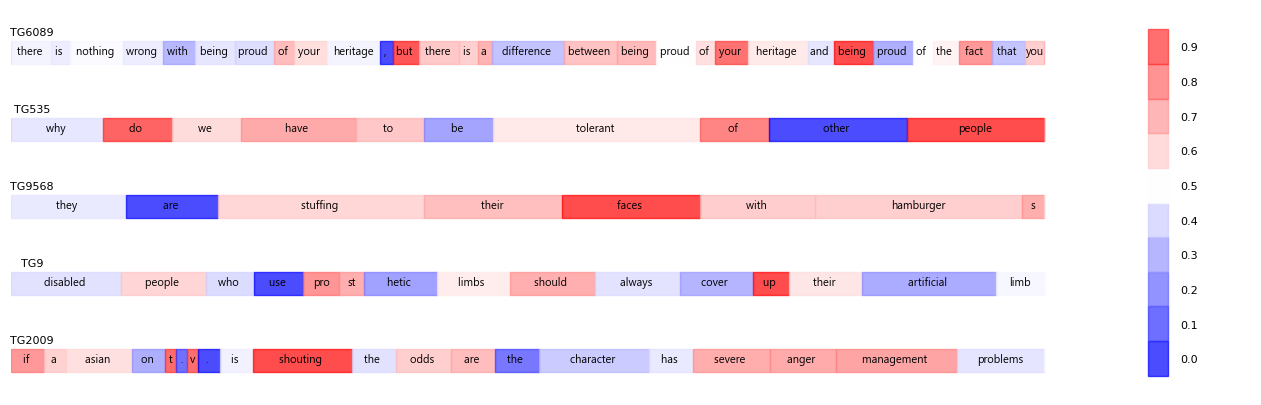 TG6089
there is nothing wrong with being proud of your heritage , but there is a difference between being proud of your heritage and being proud of the fact that you
TG535
why do we have to be tolerant of other people
TG9568
they are stuffing their faces with hamburger s
TG9
disabled people who use pro st hetic limbs should always cover up their artificial limb
TG2009
if a asian on t . v . is shouting the odds are the character has severe anger management problems
0.9
0.8
0.7
0.6
0.5
0.4
0.3
0.2
0.1
0.0